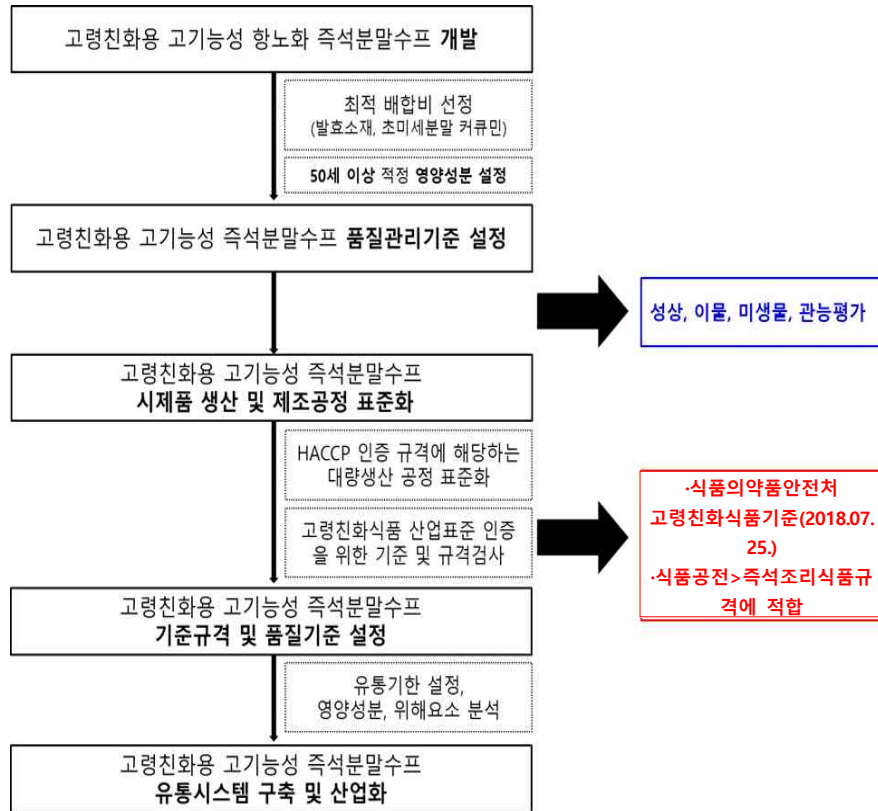 고령친화용 고기능성 항노화 즉석분말수프 개발
최적 배합비 선정
(발효소재, 초미세분말 커큐민)
50세 이상 적정 영양성분 설정
고령친화용 고기능성 즉석분말수프 품질관리기준 설정
성상, 이물, 미생물, 관능평가
고령친화용 고기능성 즉석분말수프
시제품 생산 및 제조공정 표준화
HACCP 인증 규격에 해당하는
대량생산 공정 표준화
고령친화식품 산업표준 인증
을 위한 기준 및 규격검사
·식품의약품안전처
고령친화식품기준(2018.07.
25.)
·식품공전>즉석조리식품규
격에 적합
고령친화용 고기능성 즉석분말수프
기준규격 및 품질기준 설정
유통기한 설정,
영양성분, 위해요소 분석
고령친화용 고기능성 즉석분말수프
유통시스템 구축 및 산업화